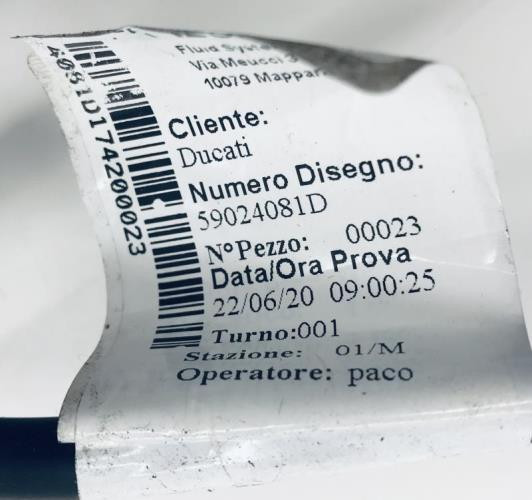 Fluid
Via Meucci
10079 Mappan
Cliente:
Ducati
Numero Disegno:
59024081D
N°Pezzo: 00023
Data/Ora Prova
22/06/20 09:00:25
Turno:001
Stazione: 01/M
Operatore: paco
4081D174200023